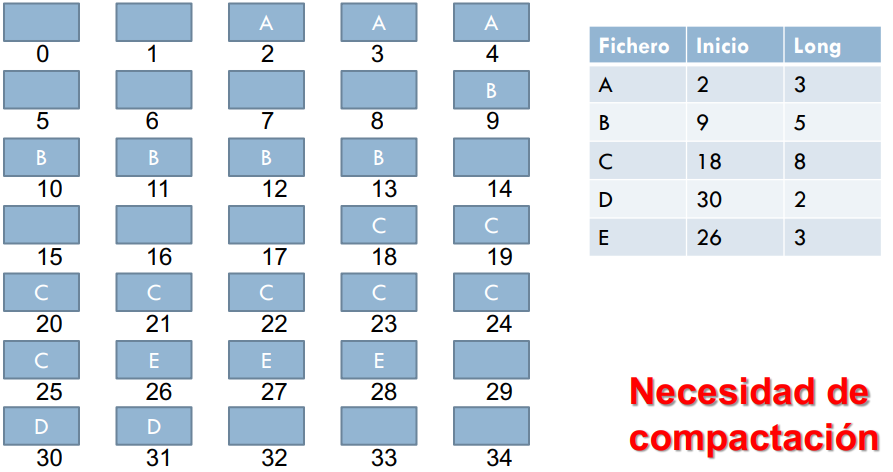 A A A
0 1 2 3 4
B
5 6 7 8 9
B B B B
10 11 12 13 14
C C
15 16 17 18 19
C C C C C
20 21 22 23 24
C E E E
25 26 27 28 29
D D
30 31 32 33 34
Fichero Inicio Long
A 2 3
B 9 5
C 18 8
D 30 2
E 26 3
Necesidad de
compactación